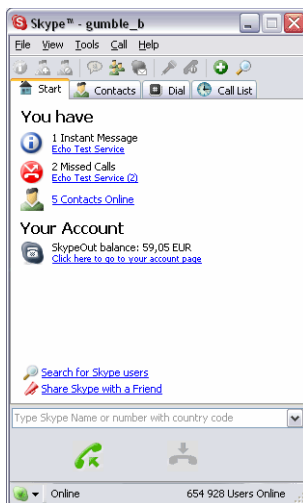 Skype™ - gumble_b
File View Tools Call Help
Start Contacts Dial Call List
You have
1 Instant Message
Echo Test Service
2 Missed Calls
Echo Test Service (2)
5 Contacts Online
Your Account
SkypeOut balance: 59,05 EUR
Click here to go to your account page
Search for Skype users
Share Skype with a Friend
Type Skype Name or number with country code
Online 654 928 Users Online